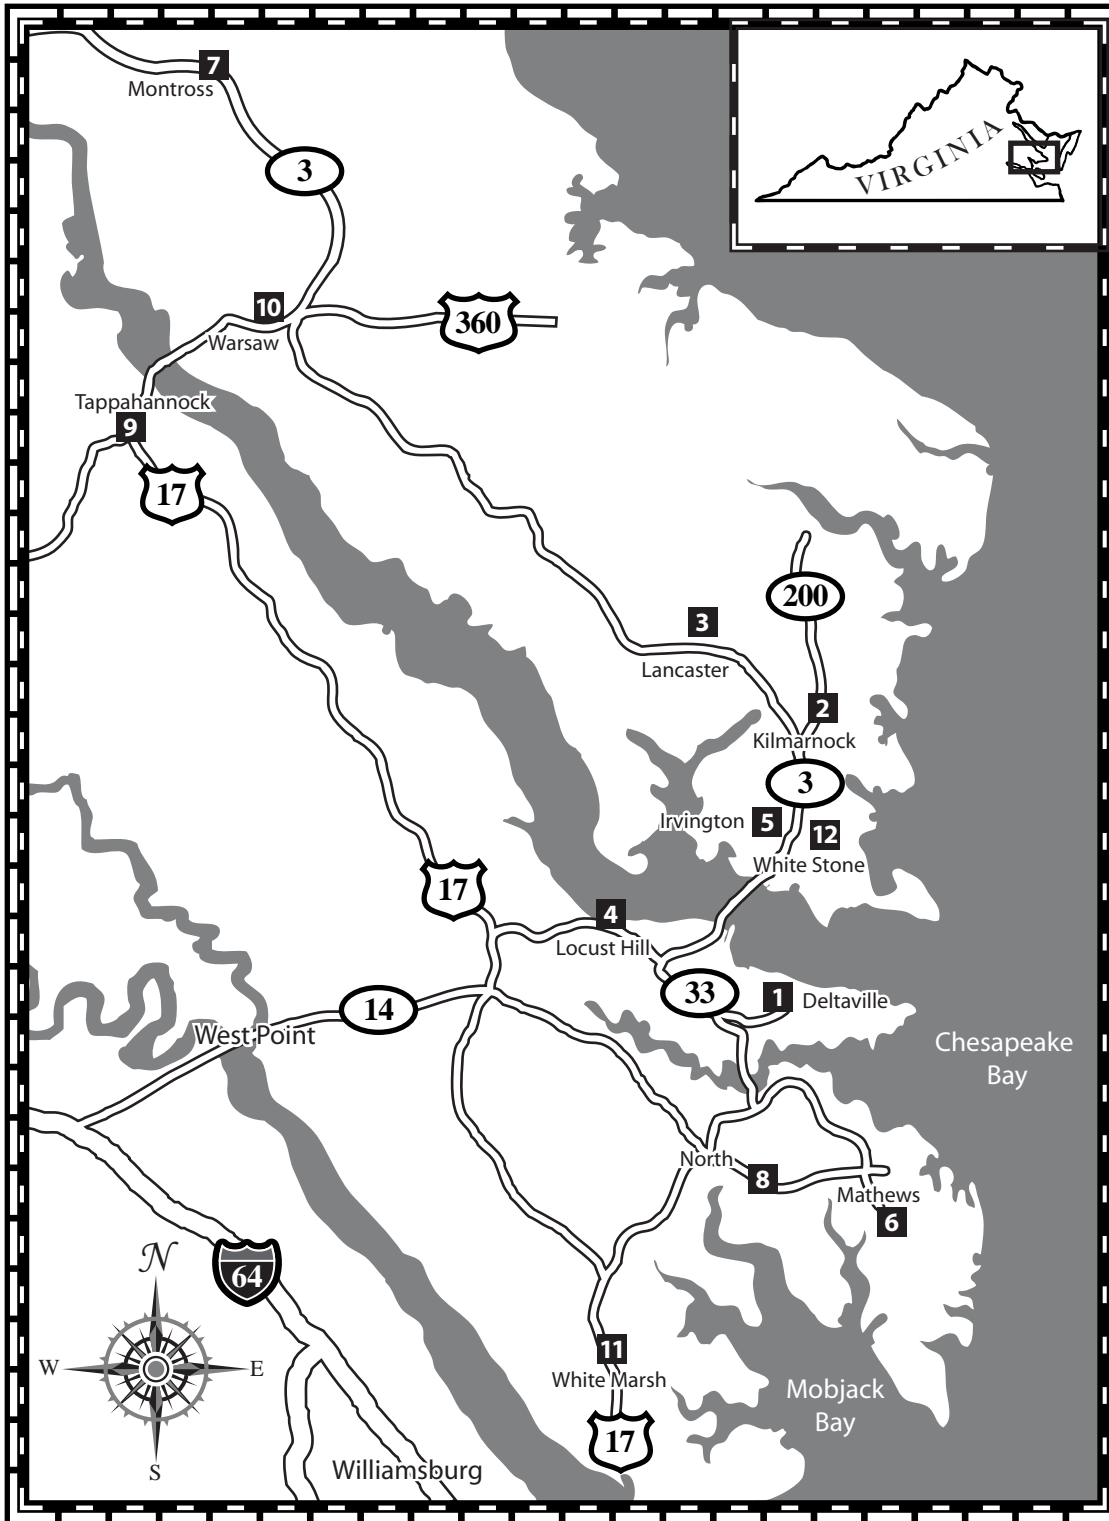 7
Montross
VIRGINIA
3
10
360
Warsaw
Tappahannock
9
17
200
3
Lancaster
2
Kilmarnock
3
Irvington
5
12
White Stone
17
4
Locust Hill
33
1
Deltaville
14
West Point
Chesapeake
Bay
North
8
Mathews
6
N
64
W
E
S
11
White Marsh
Mobjack
Bay
17
Williamsburg